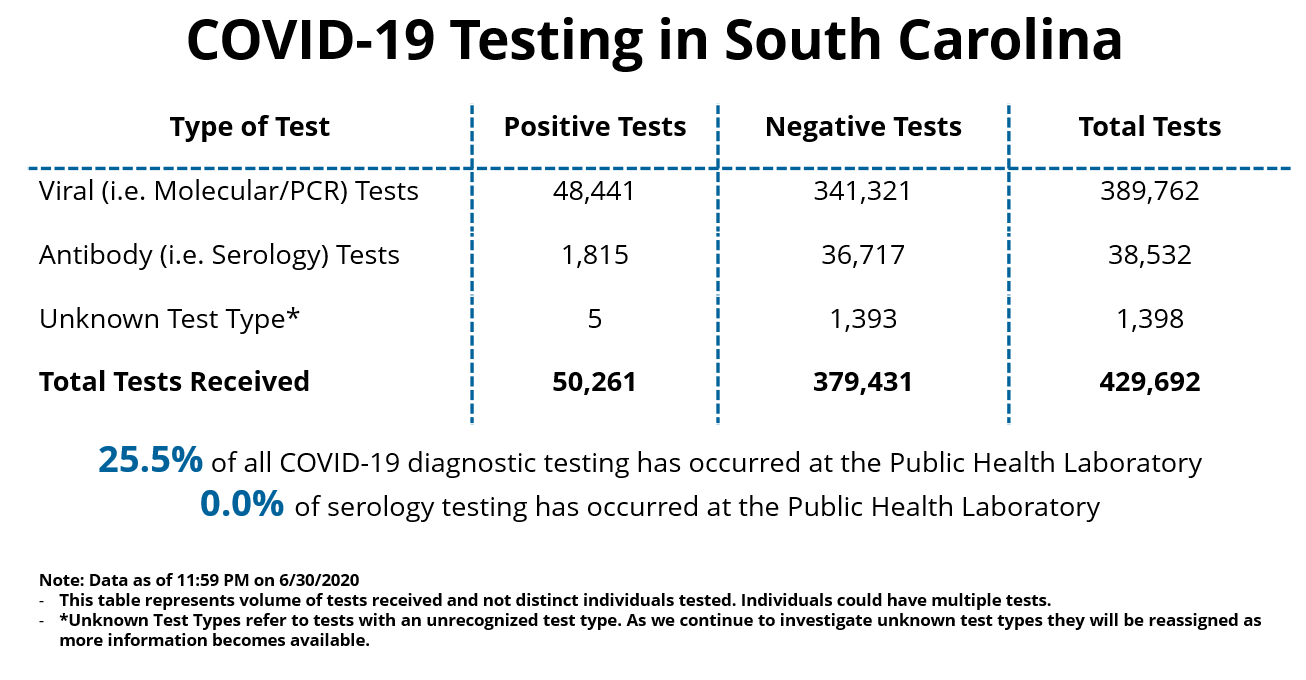 COVID-19 Testing in South Carolina
Type of Test Positive Tests Negative Tests Total Tests
Viral (i.e. Molecular/PCR) Tests 48,441 341,321 389,762
Antibody (i.e. Serology) Tests 1,815 36,717 38,532
Unknown Test Type* 5 1,393 1,398
Total Tests Received 50,261 379,431 429,692
25.5% of all COVID-19 diagnostic testing has occurred at the Public Health Laboratory
0.0% of serology testing has occurred at the Public Health Laboratory
Note: Data as of 11:59 PM on 6/30/2020
- This table represents volume of tests received and not distinct individuals tested. Individuals could have multiple tests.
- *Unknown Test Types refer to tests with an unrecognized test type. As we continue to investigate unknown test types they will be reassigned as
more information becomes available.